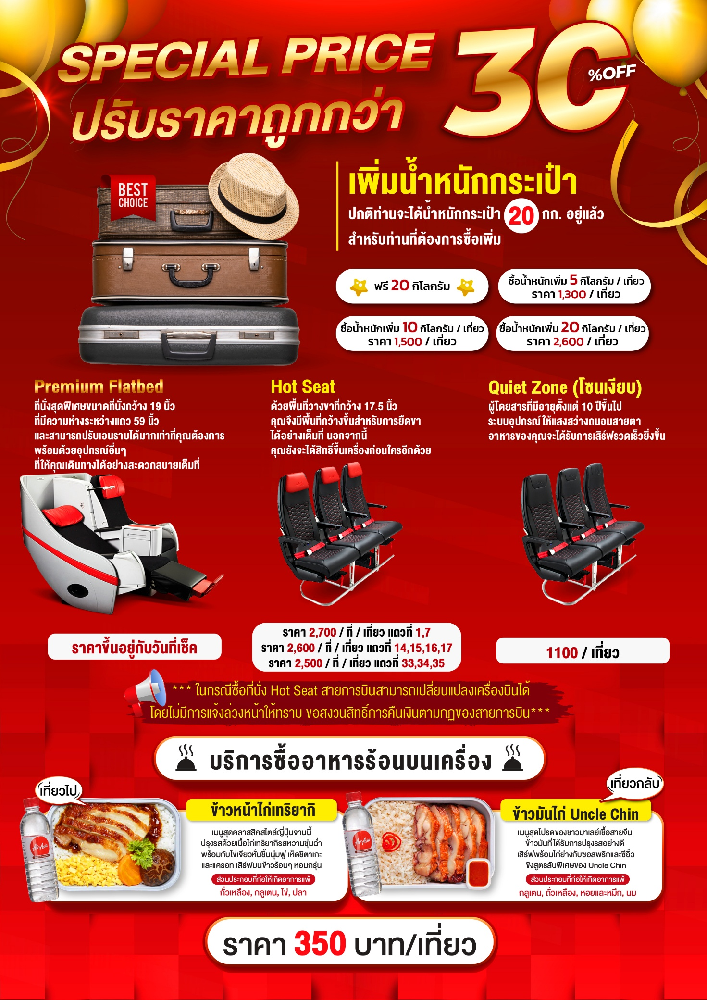 SPECIAL PRICE 30 %OFF
ปรับราคาถูกกว่า
BEST
CHOICE
เพิ่มน้ำหนักกระเป๋า
ปกติท่านจะได้น้ำหนักกระเป๋า 20 กก. อยู่แล้ว
สำหรับท่านที่ต้องการซื้อเพิ่ม
ฟรี 20 กิโลกรัม
ซื้อน้ำหนักเพิ่ม 5 กิโลกรัม / เที่ยว
ราคา 1,300 / เที่ยว
ซื้อน้ำหนักเพิ่ม 10 กิโลกรัม / เที่ยว
ราคา 1,500 / เที่ยว
ซื้อน้ำหนักเพิ่ม 20 กิโลกรัม / เที่ยว
ราคา 2,600 / เที่ยว
Premium Flatbed
ที่นั่งสุดพิเศษขนาดที่นั่งกว้าง 19 นิ้ว
ที่มีความห่างระหว่างแถว 59 นิ้ว
และสามารถปรับเอนราบได้มากเท่าที่คุณต้องการ
พร้อมด้วยอุปกรณ์อื่นๆ
ที่ให้คุณเดินทางได้อย่างสะดวกสบายเต็มที่
ราคาขึ้นอยู่กับวันที่เช็ค
Hot Seat
ด้วยพื้นที่วางขาที่กว้าง 17.5 นิ้ว
คุณจึงมีพื้นที่กว้างขึ้นสำหรับการยืดขา
ได้อย่างเต็มที่ นอกจากนี้
คุณยังจะได้สิทธิ์ขึ้นเครื่องก่อนใครอีกด้วย
ราคา 2,700 / ที่ / เที่ยว แถวที่ 1,7
ราคา 2,600 / ที่ / เที่ยว แถวที่ 14,15,16,17
ราคา 2,500 / ที่ / เที่ยว แถวที่ 33,34,35
Quiet Zone (โซนเงียบ)
ผู้โดยสารที่มีอายุตั้งแต่ 10 ปีขึ้นไป
ระบบอุปกรณ์ ให้แสงสว่างถนอมสายตา
อาหารของคุณจะได้รับการเสิร์ฟรวดเร็วยิ่งขึ้น
1100 / เที่ยว
*** ในกรณีซื้อที่นั่ง Hot Seat สายการบินสามารถเปลี่ยนแปลงเครื่องบินได้
โดยไม่มีการแจ้งล่วงหน้าให้ทราบ ขอสงวนสิทธิ์การคืนเงินตามกฎของสายการบิน***
บริการซื้ออาหารร้อนบนเครื่อง
เที่ยวไป
AirAsia
ข้าวหน้าไก่เทริยากิ
เมนูสุดคลาสสิคสไตล์ญี่ปุ่นจานนี้
ปรุงรสด้วยเนื้อไก่เทริยากิรสหวานชุ่มฉ่ำ
พร้อมกับไข่เจียวหั่นชิ้นนุ่มฟู เห็ดชิตาเกะ
และแครอท เสิร์ฟบนข้าวร้อนๆ หอมกรุ่น
ส่วนประกอบที่ก่อให้เกิดอาการแพ้
ถั่วเหลือง, กลูเตน, ไข่, ปลา
เที่ยวกลับ
AirAsia
ข้าวมันไก่ Uncle Chin
เมนูสุดโปรดของชาวมาเลย์เชื้อสายจีน
ข้าวมันที่ได้รับการปรุงรสอย่างดี
เสิร์ฟพร้อมไก่ย่างกับซอสพริกและซีอิ๊ว
ขิงสูตรลับพิเศษของ Uncle Chin
ส่วนประกอบที่ก่อให้เกิดอาการแพ้
กลูเตน, ถั่วเหลือง, หอยและหมึก, นม
ราคา 350 บาท/เที่ยว